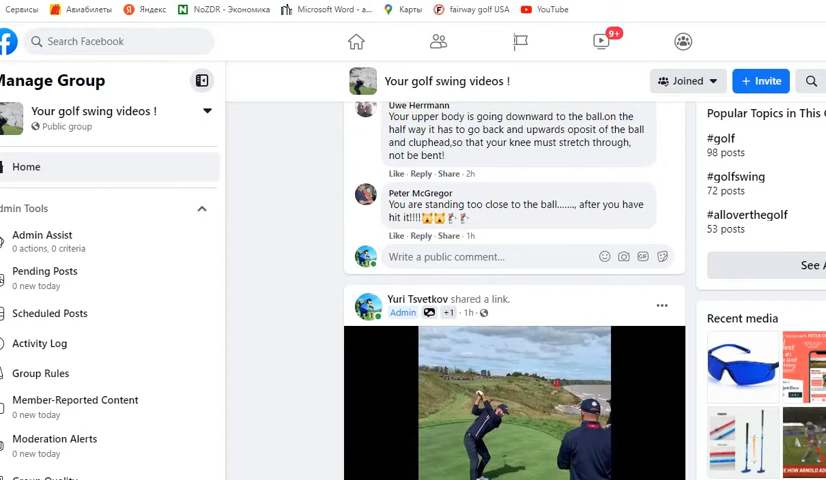 Сервисы Авиабилеты Яндекс NoZDR - Экономика Microsoft Word - a... Карты fairway golf USA YouTube
Search Facebook
9+
Manage Group
Your golf swing videos !
Public group
Home
dmin Tools
Admin Assist
0 actions, 0 criteria
Pending Posts
0 new today
Scheduled Posts
Activity Log
Group Rules
Member-Reported Content
0 new today
Moderation Alerts
0 new today
Your golf swing videos !
Joined
+ Invite
Uwe Herrmann
Your upper body is going downward to the ball.on the
half way it has to go back and upwards oposit of the ball
and cluphead,so that your knee must stretch through,
not be bent!
Like · Reply · Share · 2h
Peter McGregor
You are standing too close to the ball......., after you have
hit it!!!!
Like · Reply · Share · 1h
Write a public comment...
GIF
Yuri Tsvetkov shared a link.
Admin +1 · 1h ·
Popular Topics in This
#golf
98 posts
#golfswing
72 posts
#alloverthegolf
53 posts
See
Recent media